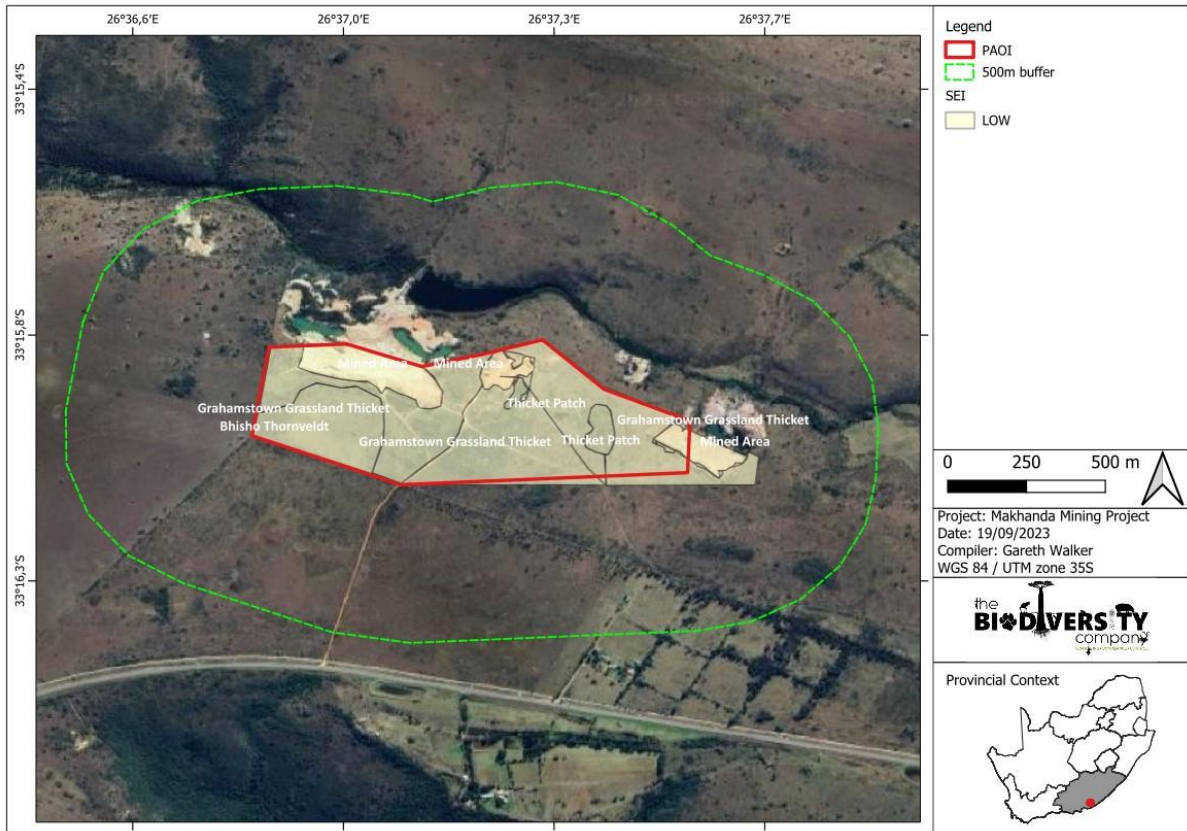 26°36,6'E
26°37,0'E
26°37,3'E
26°37,7'E
33°15,4'S
33°15,8'S
33°16,3'S
Mined Area
Mined Area
Thicket Patch
Grahamstown Grassland Thicket
Bhisho Thornveldt
Grahamstown Grassland Thicket
Grahamstown Grassland Thicket
Thicket Patch
Mined Area
Legend
PAOI
500m buffer
SEI
LOW
0 250 500 m
Project: Makhanda Mining Project
Date: 19/09/2023
Compiler: Gareth Walker
WGS 84 / UTM zone 35S
the
BIODIVERSITY
company
Provincial Context